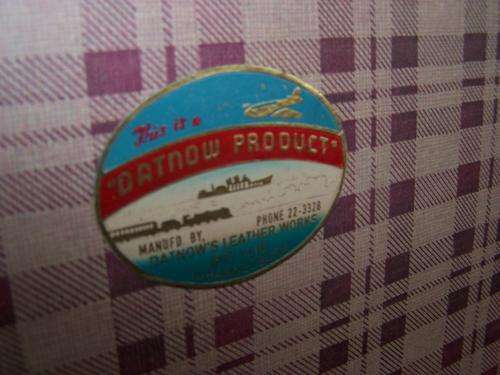 This is a
"DATNOW PRODUCT"
PHONE 22-3328
MANUFD BY
DATNOW'S LEATHER WORKS